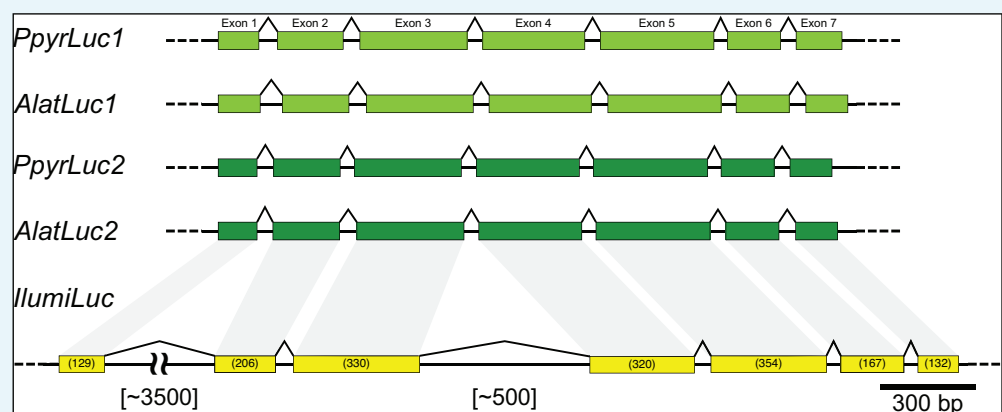 Exon 1 Exon 2 Exon 3 Exon 4 Exon 5 Exon 6 Exon 7
PpyrLuc1
AlatLuc1
PpyrLuc2
AlatLuc2
IlumiLuc
(129) (206) (330) (320) (354) (167) (132)
[~3500] [~500] 300 bp